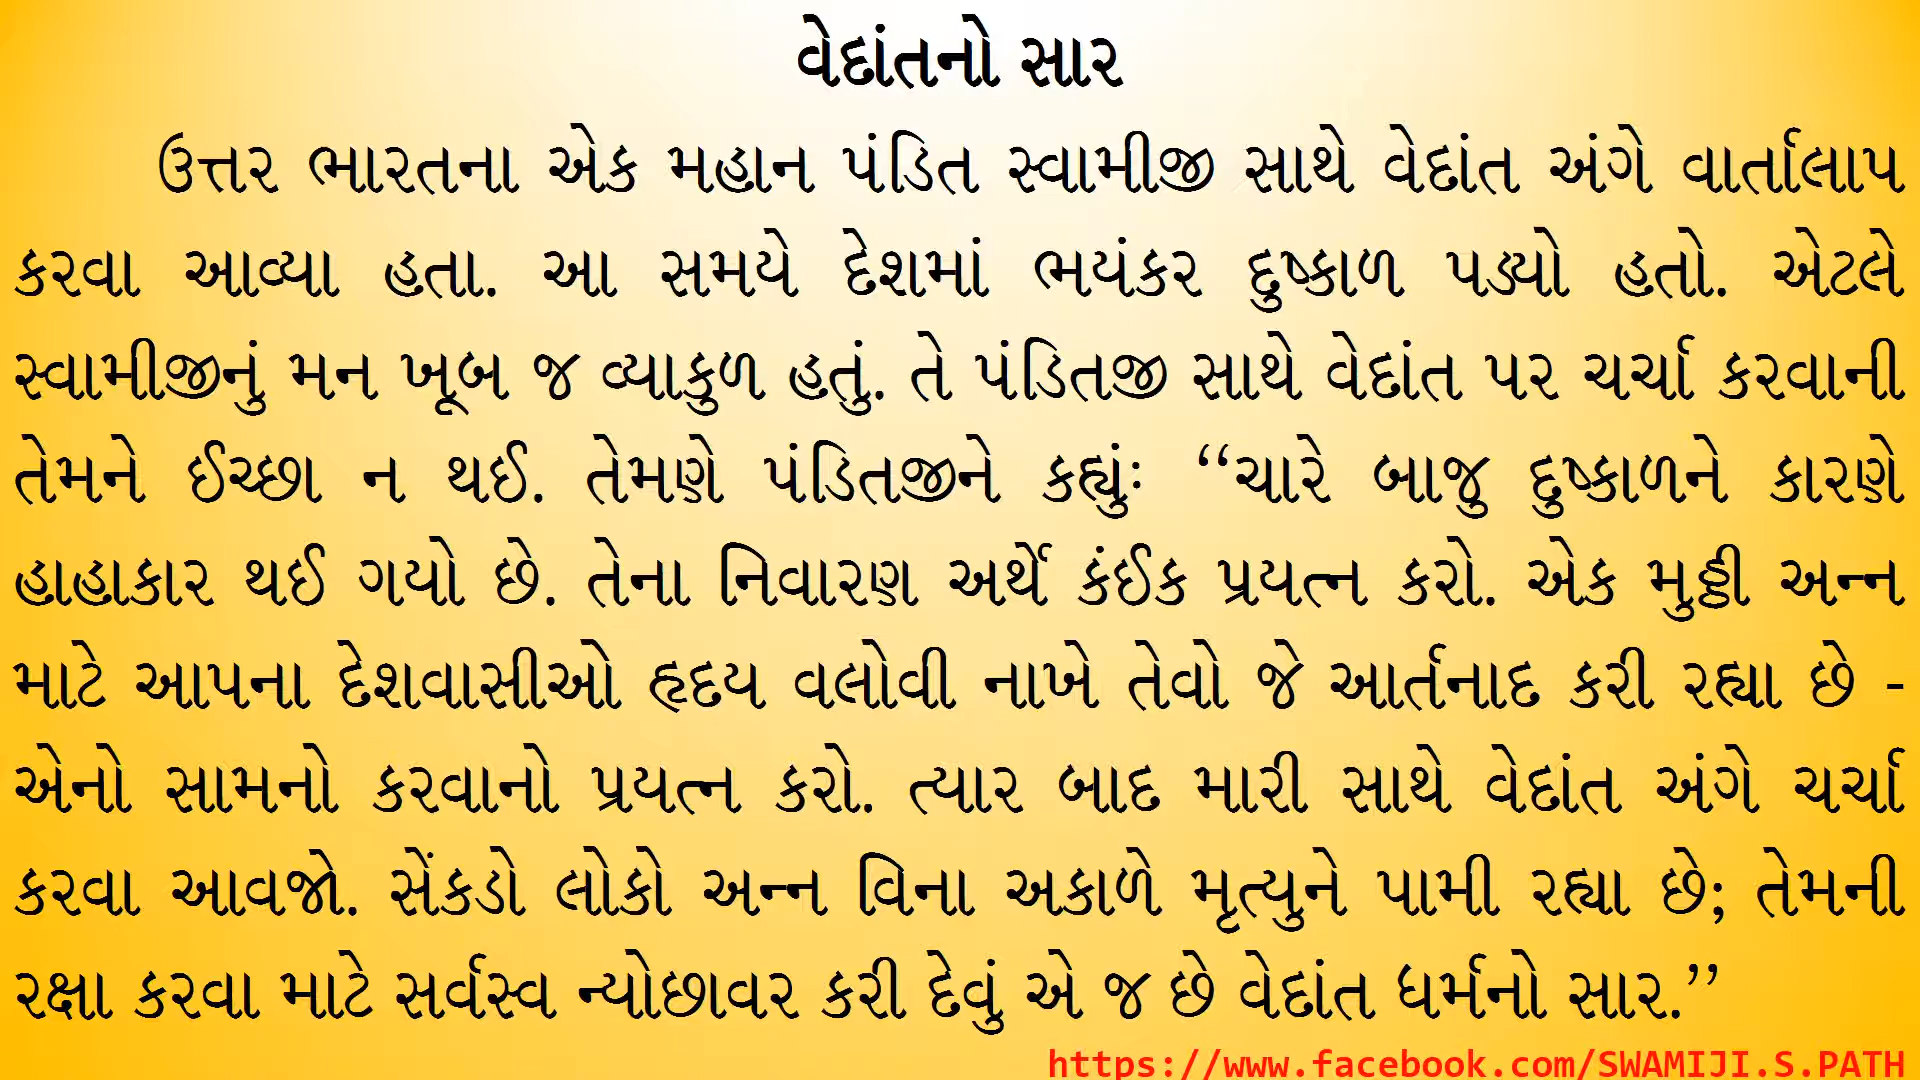 વેદાંતનો સાર
ઉત્તર ભારતના એક મહાન પંડિત સ્વામીજી સાથે વેદાંત અંગે વાર્તાલાપ
કરવા આવ્યા હતા. આ સમયે દેશમાં ભયંકર દુષ્કાળ પડ્યો હતો. એટલે
સ્વામીજીનું મન ખૂબ જ વ્યાકુળ હતું. તે પંડિતજી સાથે વેદાંત પર ચર્ચા કરવાની
તેમને ઈચ્છા ન થઈ. તેમણે પંડિતજીને કહ્યુંઃ “ચારે બાજુ દુષ્કાળને કારણે
હાહાકાર થઈ ગયો છે. તેના નિવારણ અર્થે કંઈક પ્રયત્ન કરો. એક મુઠ્ઠી અન્ન
માટે આપના દેશવાસીઓ હૃદય વલોવી નાખે તેવો જે આર્તનાદ કરી રહ્યા છે -
એનો સામનો કરવાનો પ્રયત્ન કરો. ત્યાર બાદ મારી સાથે વેદાંત અંગે ચર્ચા
કરવા આવજો. સેંકડો લોકો અન્ન વિના અકાળે મૃત્યુને પામી રહ્યા છે; તેમની
રક્ષા કરવા માટે સર્વસ્વ ન્યોછાવર કરી દેવું એ જ છે વેદાંત ધર્મનો સાર.”
https://www.facebook.com/SWAMIJI.S.PATH